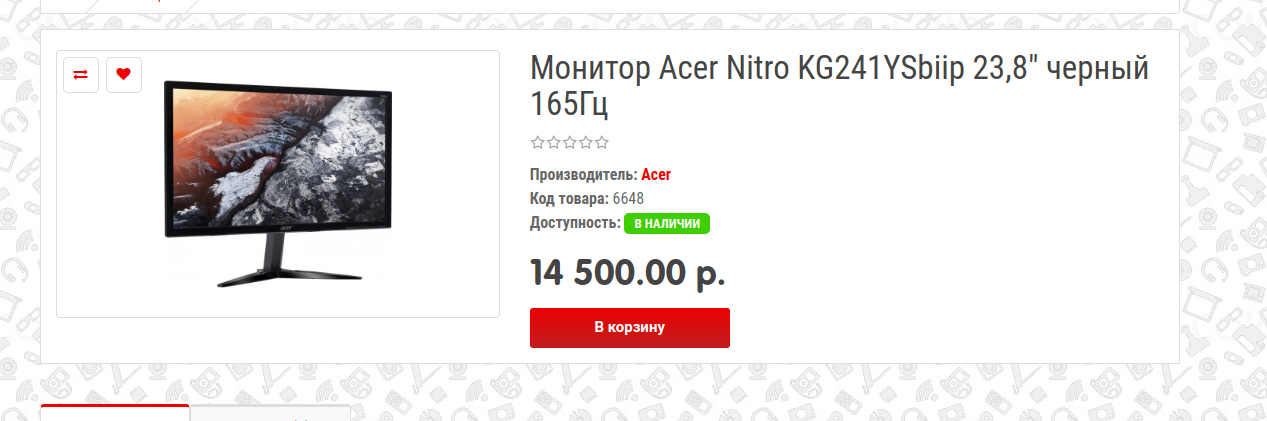 Монитор Acer Nitro KG241YSbiip 23,8" черный
165Гц
Производитель: Acer
Код товара: 6648
Доступность: В НАЛИЧИИ
14 500.00 р.
В корзину
acer